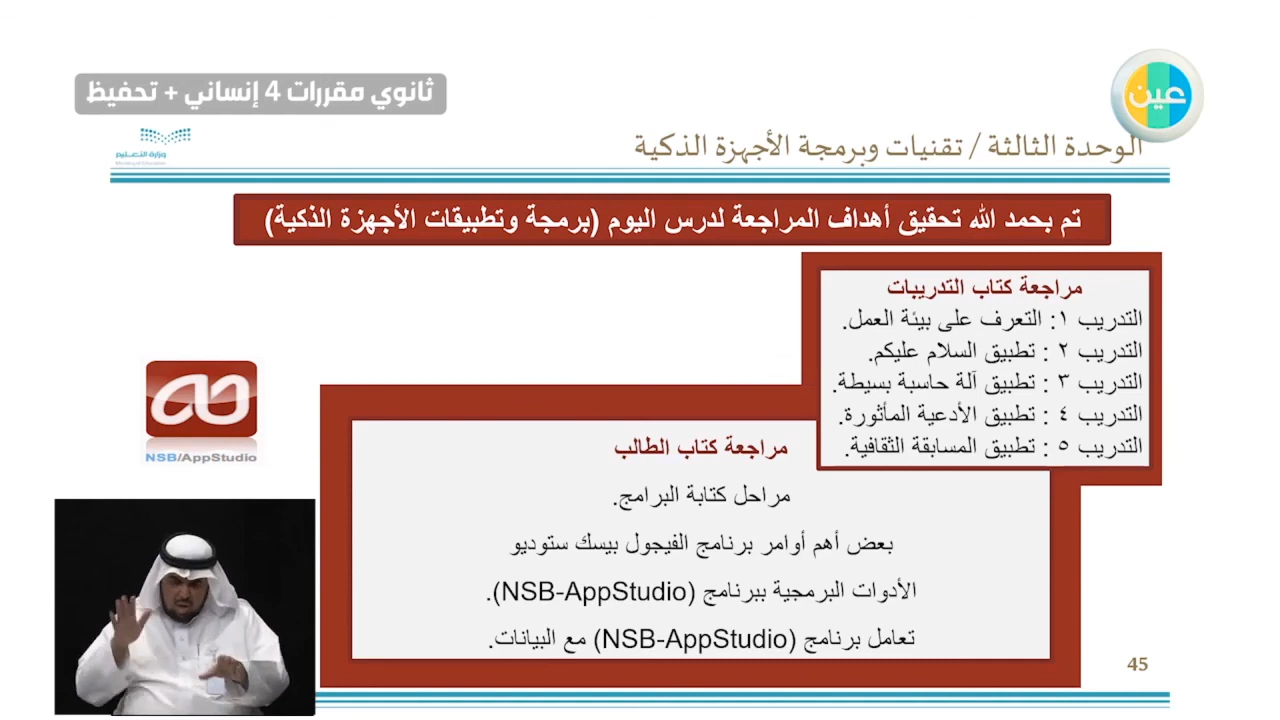 ثانوي مقررات 4 إنساني + تحفيظ
عين
وزارة التعليم
Ministry of Education
الوحدة الثالثة / تقنيات وبرمجة الأجهزة الذكية
تم بحمد الله تحقيق أهداف المراجعة لدرس اليوم (برمجة وتطبيقات الأجهزة الذكية)
مراجعة كتاب التدريبات
التدريب ١: التعرف على بيئة العمل.
التدريب ٢ : تطبيق السلام عليكم.
التدريب ٣ : تطبيق آلة حاسبة بسيطة.
التدريب ٤ : تطبيق الأدعية المأثورة.
التدريب ٥ : تطبيق المسابقة الثقافية.
مراجعة كتاب الطالب
مراحل كتابة البرامج.
بعض أهم أوامر برنامج الفيجول بيسك ستوديو
الأدوات البرمجية ببرنامج (NSB-AppStudio).
تعامل برنامج (NSB-AppStudio) مع البيانات.
NSB/AppStudio
45